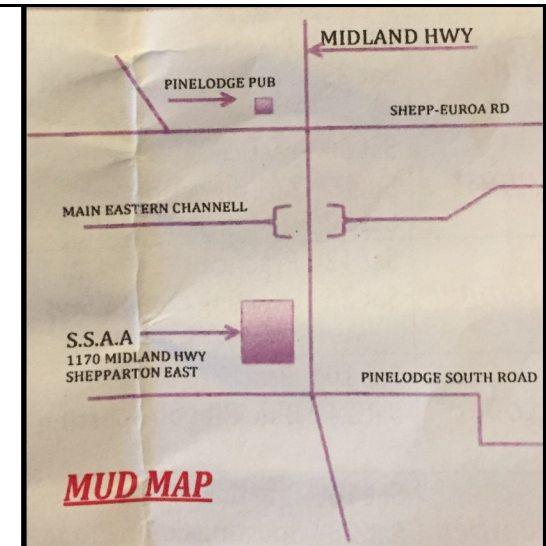 MIDLAND HWY
PINELODGE PUB
SHEPP-EUROA RD
MAIN EASTERN CHANNELL
S.S.A.A
1170 MIDLAND HWY
SHEPPARTON EAST
PINELODGE SOUTH ROAD
MUD MAP